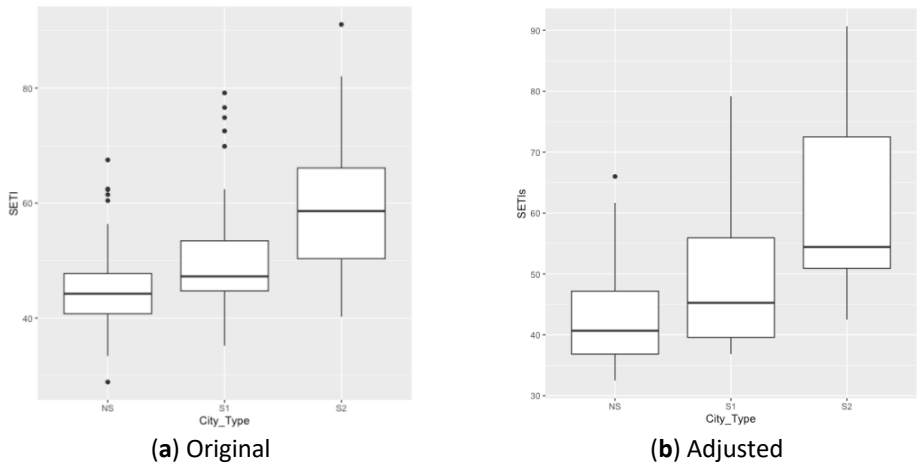 SETI
80
60
40
NS
S1
S2
City_Type
(a) Original
SETIs
90
80
70
60
50
40
30
NS
S1
S2
City_Type
(b) Adjusted